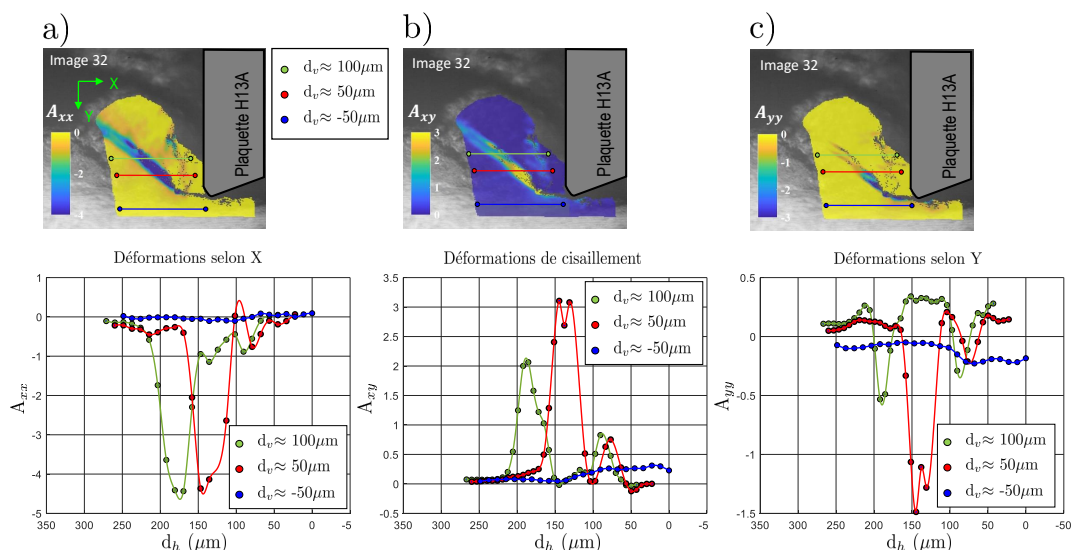 a)
b)
c)
Image 32
X
Y
A_xx
0
-2
Plaquette H13A
d_v≈ 100μm
d_v≈ 50μm
d_v≈ -50μm
Image 32
A_xy
3
2
1
0
Plaquette H13A
Image 32
A_yy
0
-1
-2
-3
Plaquette H13A
Déformations selon X
A_xx
1
0
-1
-2
-3
-4
-5
350 300 250 200 150 100 50 0 -5
d_h (μm)
d_v≈ 100μm
d_v≈ 50μm
d_v≈ -50μm
Déformations de cisaillement
A_xy
3.5
3
2.5
2
1.5
1
0.5
0
-0.5
350 300 250 200 150 100 50 0 -5
d_h (μm)
d_v≈ 100μm
d_v≈ 50μm
d_v≈ -50μm
Déformations selon Y
A_yy
1
0.5
0
-0.5
-1
-1.5
350 300 250 200 150 100 50 0 -50
d_h (μm)
d_v≈ 100μm
d_v≈ 50μm
d_v≈ -50μm